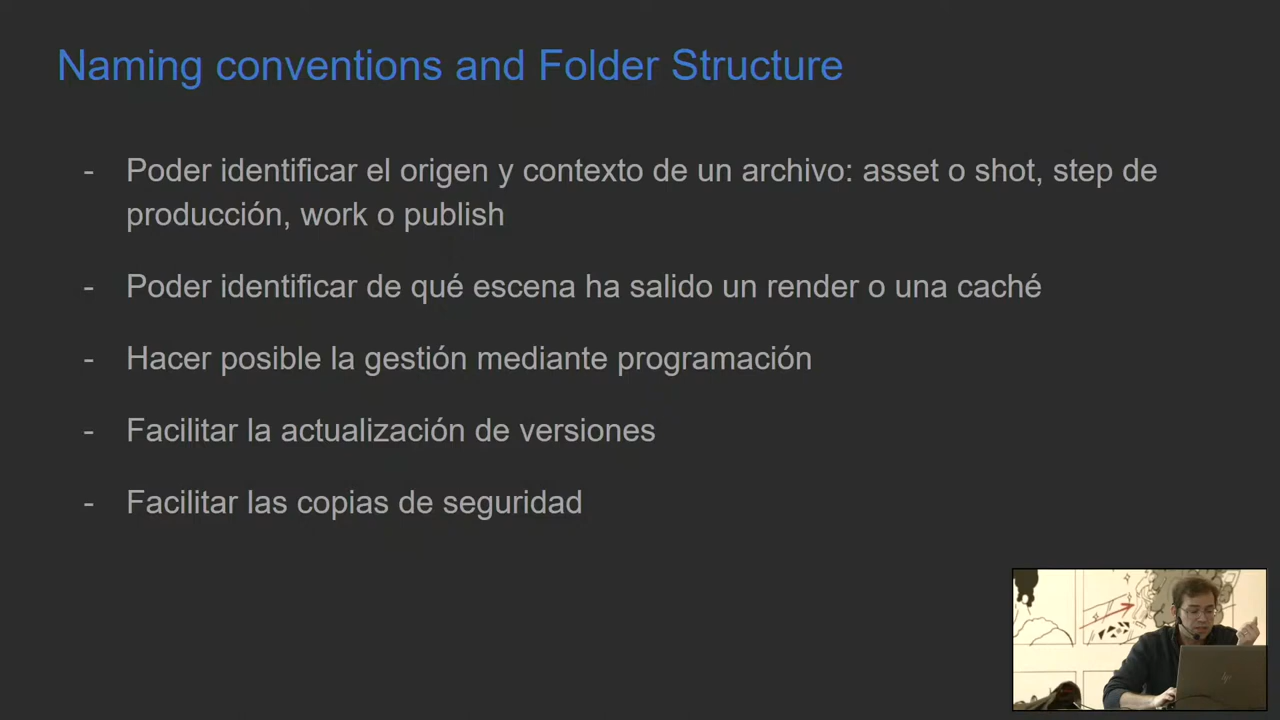 Naming conventions and Folder Structure
- Poder identificar el origen y contexto de un archivo: asset o shot, step de
producción, work o publish
- Poder identificar de qué escena ha salido un render o una caché
- Hacer posible la gestión mediante programación
- Facilitar la actualización de versiones
- Facilitar las copias de seguridad
hp